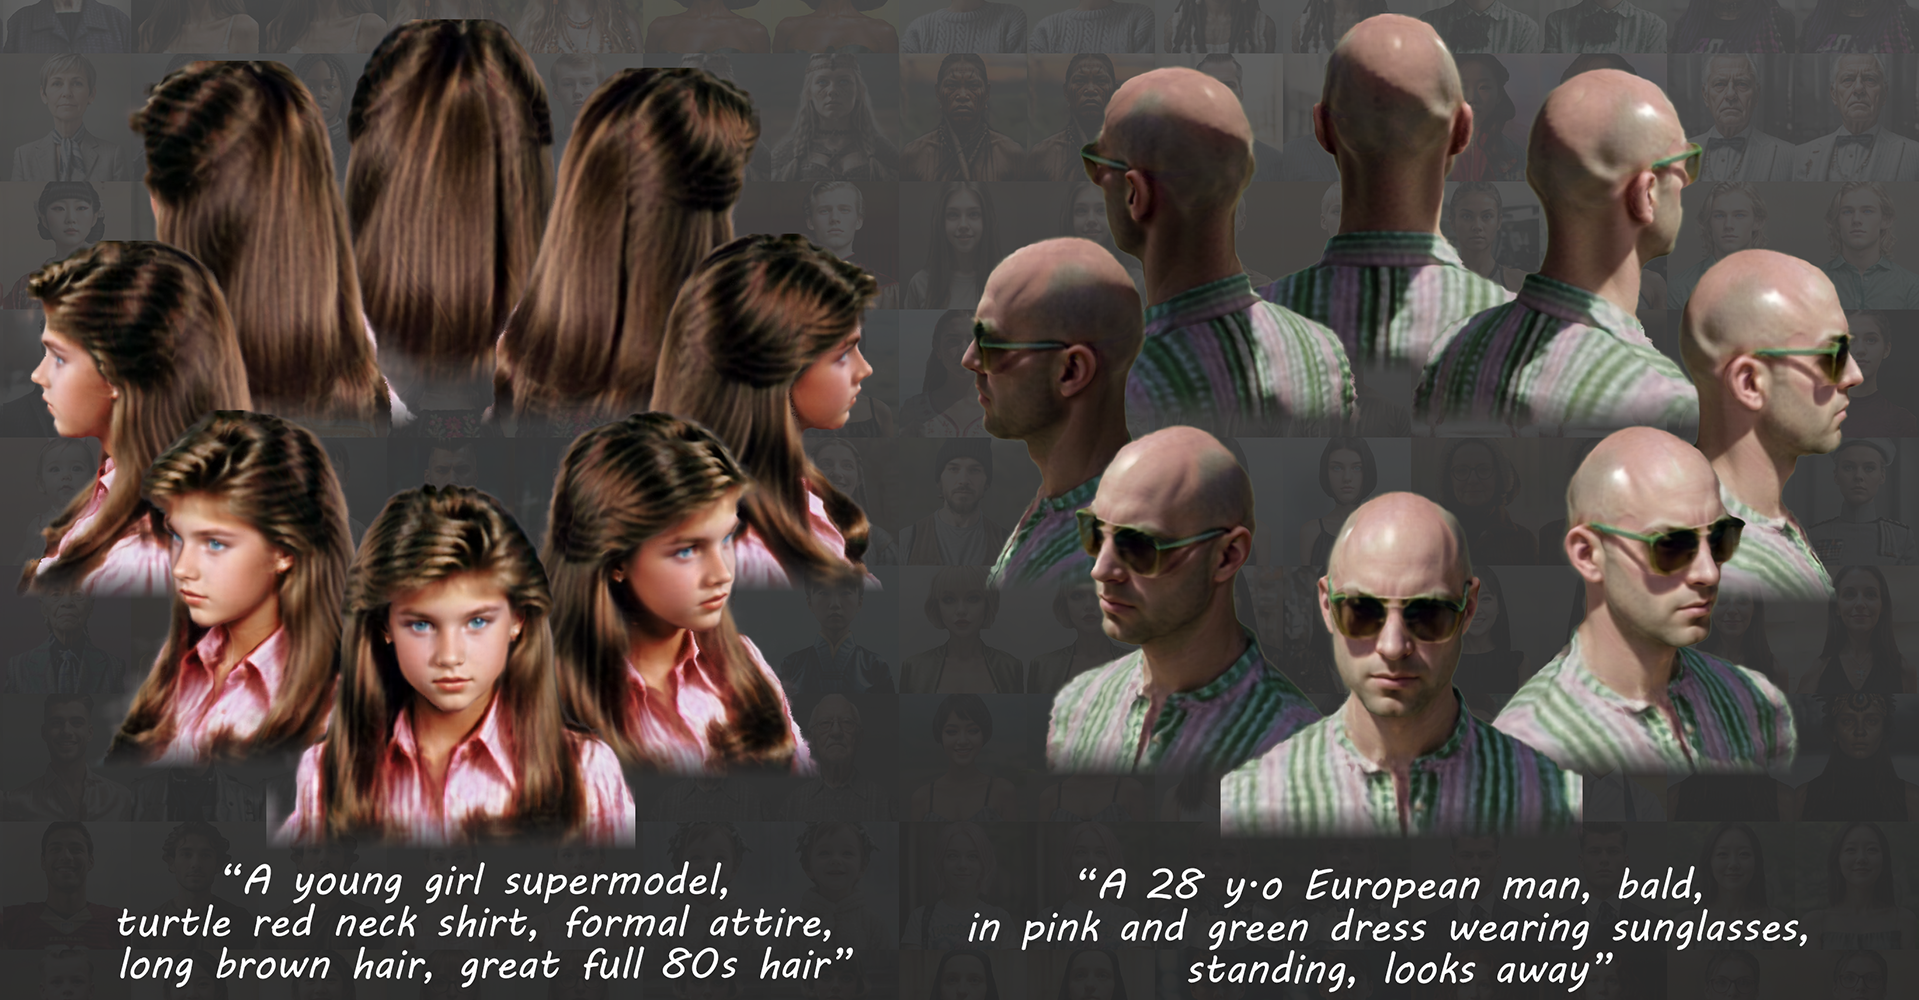 “A young girl supermodel,
turtle red neck shirt, formal attire,
long brown hair, great full 80s hair”
“A 28 y·o European man, bald,
in pink and green dress wearing sunglasses,
standing, looks away”